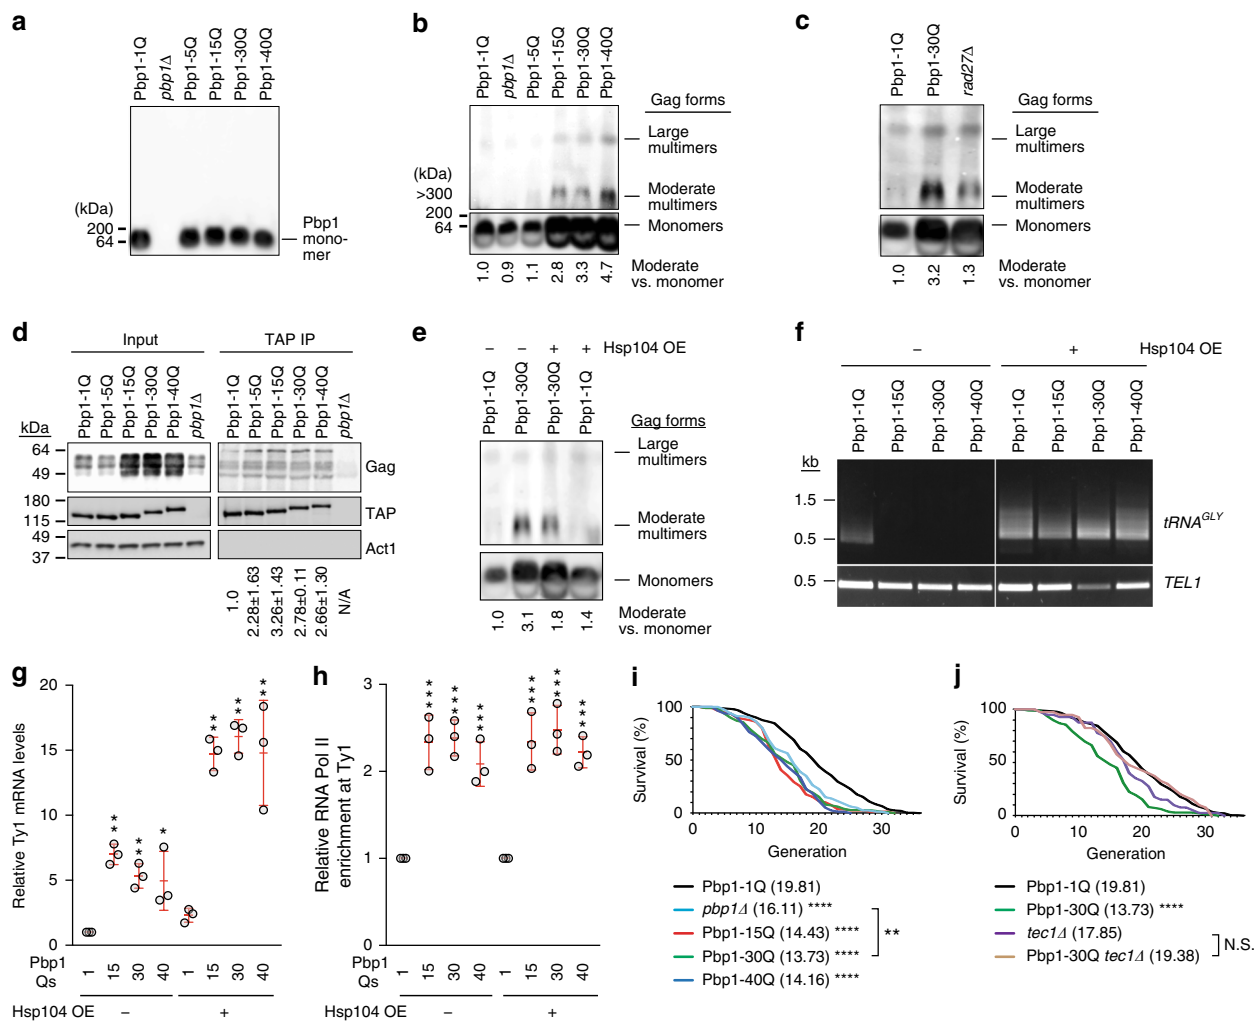 a
Pbp1-1Q
pbp1Δ
Pbp1-5Q
Pbp1-15Q
Pbp1-30Q
Pbp1-40Q
(kDa)
200
64
Pbp1
mono-
mer
b
Pbp1-1Q
pbp1Δ
Pbp1-5Q
Pbp1-15Q
Pbp1-30Q
Pbp1-40Q
Gag forms
Large
multimers
(kDa)
>300
Moderate
multimers
200
64
Monomers
1.0
0.9
1.1
2.8
3.3
4.7
Moderate
vs. monomer
c
Pbp1-1Q
Pbp1-30Q
rad27Δ
Gag forms
Large
multimers
Moderate
multimers
Monomers
1.0
3.2
1.3
Moderate
vs. monomer
d
Input
TAP IP
Pbp1-1Q
Pbp1-5Q
Pbp1-15Q
Pbp1-30Q
Pbp1-40Q
pbp1Δ
Pbp1-1Q
Pbp1-5Q
Pbp1-15Q
Pbp1-30Q
Pbp1-40Q
pbp1Δ
kDa
64
49
Gag
180
115
TAP
49
37
Act1
1.0
2.28±1.63
3.26±1.43
2.78±0.11
2.66±1.30
N/A
e
– – + + Hsp104 OE
Pbp1-1Q
Pbp1-30Q
Pbp1-30Q
Pbp1-1Q
Gag forms
Large
multimers
Moderate
multimers
Monomers
1.0
3.1
1.8
1.4
Moderate
vs. monomer
f
– + Hsp104 OE
Pbp1-1Q
Pbp1-15Q
Pbp1-30Q
Pbp1-40Q
Pbp1-1Q
Pbp1-15Q
Pbp1-30Q
Pbp1-40Q
kb
1.5
0.5
tRNA^GLY
0.5
TEL1
g
Relative Ty1 mRNA levels
20
15
10
5
0
**
**
*
**
**
**
Pbp1
Qs
1 15 30 40 1 15 30 40
Hsp104 OE – +
h
Relative RNA Pol II
enrichment at Ty1
3
2
1
0
***
***
***
***
***
***
Pbp1
Qs
1 15 30 40 1 15 30 40
Hsp104 OE – +
i
Survival (%)
100
50
0
0 10 20 30
Generation
Pbp1-1Q (19.81)
pbp1Δ (16.11) ****
Pbp1-15Q (14.43) ****
Pbp1-30Q (13.73) ****
Pbp1-40Q (14.16) ****
**
j
Survival (%)
100
50
0
0 10 20 30
Generation
Pbp1-1Q (19.81)
Pbp1-30Q (13.73) ****
tec1Δ (17.85)
Pbp1-30Q tec1Δ (19.38)
N.S.